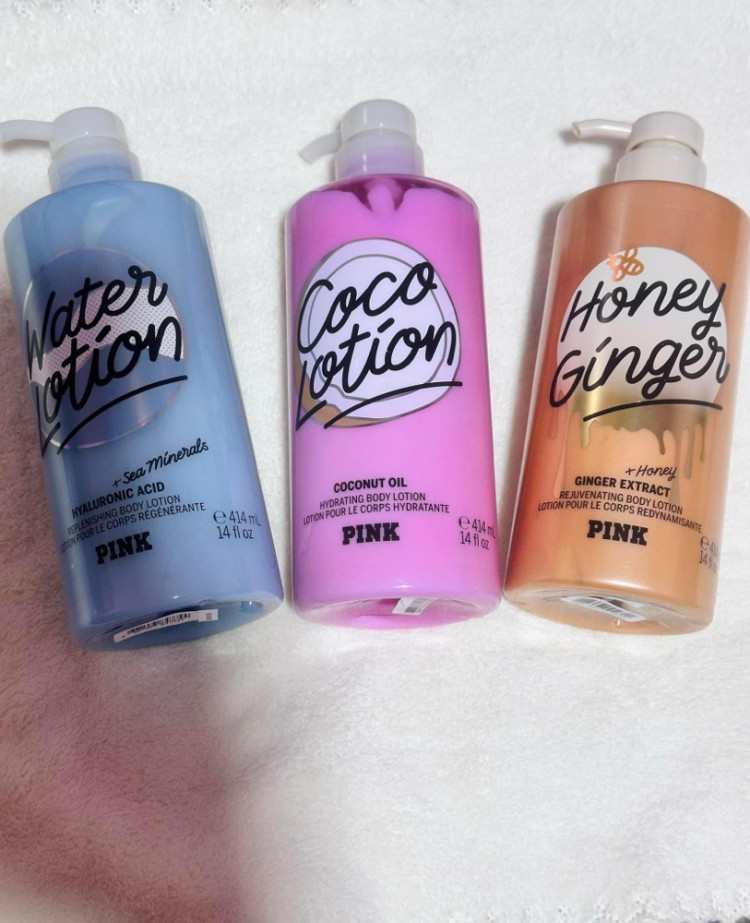 Water
Lotion
+ Sea Minerals
HYALURONIC ACID
REPLENISHING BODY LOTION
LOTION POUR LE CORPS RÉGÉNÉRANTE
PINK
℮ 414 mL
14 fl oz
Coco
Lotion
COCONUT OIL
HYDRATING BODY LOTION
LOTION POUR LE CORPS HYDRATANTE
PINK
℮ 414 mL
14 fl oz
Honey
Ginger
+ Honey
GINGER EXTRACT
REJUVENATING BODY LOTION
LOTION POUR LE CORPS REDYNAMISANTE
PINK
14 fl